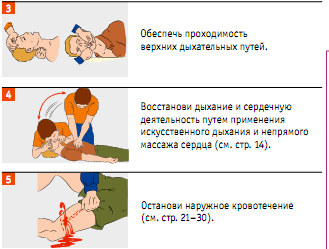 3
Обеспечь проходимость
верхних дыхательных путей.
4
Восстанови дыхание и сердечную
деятельность путем применения
искусственного дыхания и непрямого
массажа сердца (см. стр. 14).
5
Останови наружное кровотечение
(см. стр. 21–30).